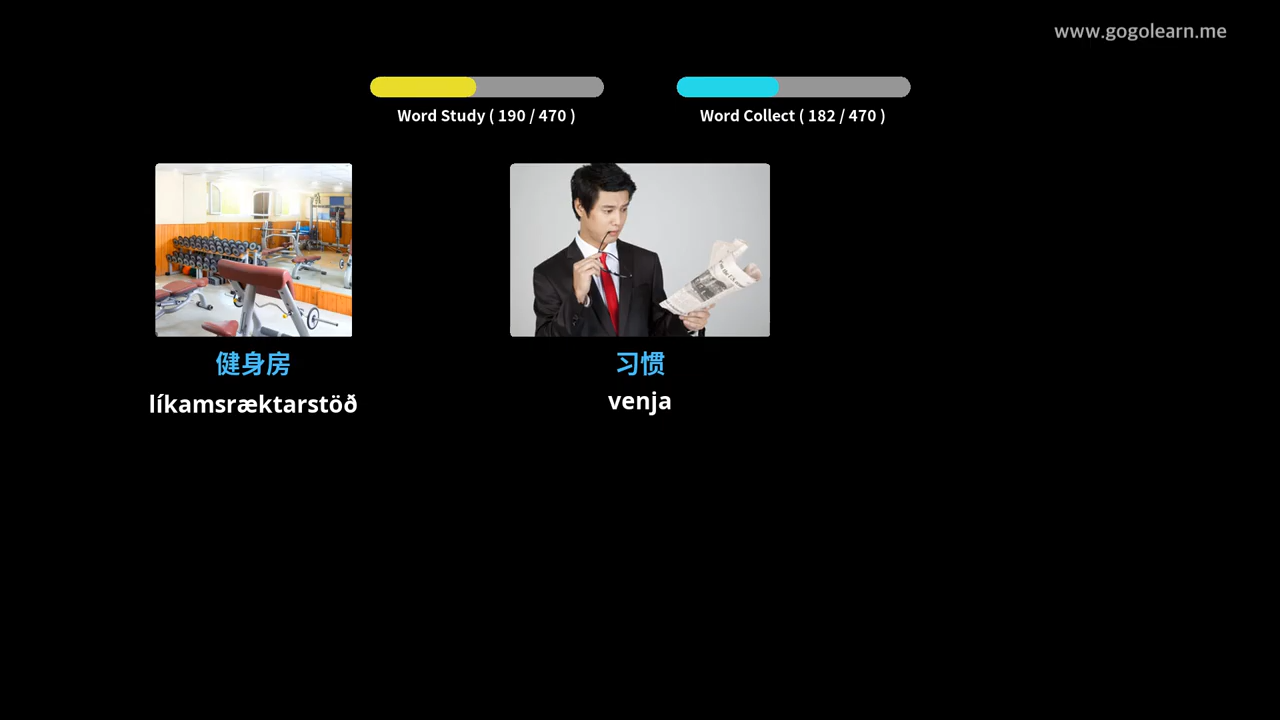 www.gogolearn.me
Word Study ( 190 / 470 )
Word Collect ( 182 / 470 )
健身房
líkamsræktarstöð
习惯
venja